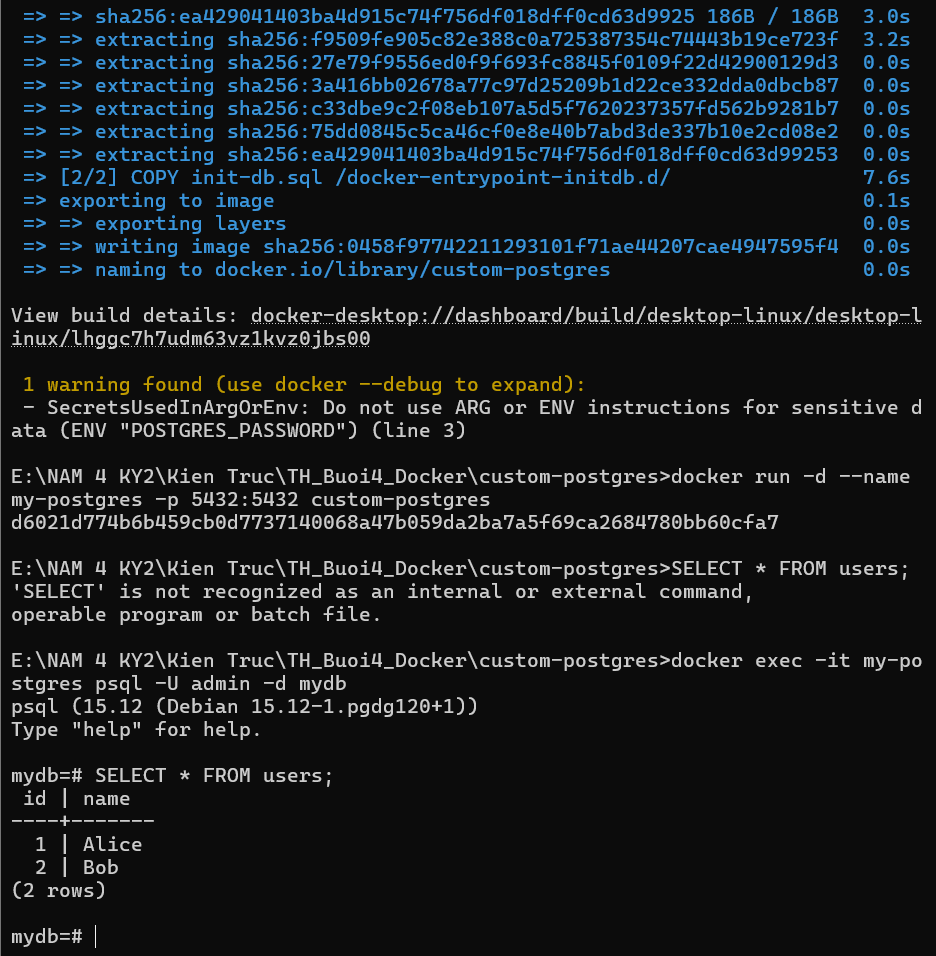 => => sha256:ea429041403ba4d915c74f756df018dff0cd63d9925 186B / 186B 3.0s
=> => extracting sha256:f9509fe905c82e388c0a725387354c74443b19ce723f 3.2s
=> => extracting sha256:27e79f9556ed0f9f693fc8845f0109f22d42900129d3 0.0s
=> => extracting sha256:3a416bb02678a77c97d25209b1d22ce332dda0dbcb87 0.0s
=> => extracting sha256:c33dbe9c2f08eb107a5d5f7620237357fd562b9281b7 0.0s
=> => extracting sha256:75dd0845c5ca46cf0e8e40b7abd3de337b10e2cd08e2 0.0s
=> => extracting sha256:ea429041403ba4d915c74f756df018dff0cd63d99253 0.0s
=> [2/2] COPY init-db.sql /docker-entrypoint-initdb.d/ 7.6s
=> exporting to image 0.1s
=> => exporting layers 0.0s
=> => writing image sha256:0458f97742211293101f71ae44207cae4947595f4 0.0s
=> => naming to docker.io/library/custom-postgres 0.0s
View build details: docker-desktop://dashboard/build/desktop-linux/desktop-l
inux/lhggc7h7udm63vz1kvz0jbs00
1 warning found (use docker --debug to expand):
- SecretsUsedInArgOrEnv: Do not use ARG or ENV instructions for sensitive d
ata (ENV "POSTGRES_PASSWORD") (line 3)
E:\NAM 4 KY2\Kien Truc\TH_Buoi4_Docker\custom-postgres>docker run -d --name
my-postgres -p 5432:5432 custom-postgres
d6021d774b6b459cb0d7737140068a47b059da2ba7a5f69ca2684780bb60cfa7
E:\NAM 4 KY2\Kien Truc\TH_Buoi4_Docker\custom-postgres>SELECT * FROM users;
'SELECT' is not recognized as an internal or external command,
operable program or batch file.
E:\NAM 4 KY2\Kien Truc\TH_Buoi4_Docker\custom-postgres>docker exec -it my-po
stgres psql -U admin -d mydb
psql (15.12 (Debian 15.12-1.pgdg120+1))
Type "help" for help.
mydb=# SELECT * FROM users;
id | name
----+-------
1 | Alice
2 | Bob
(2 rows)
mydb=#